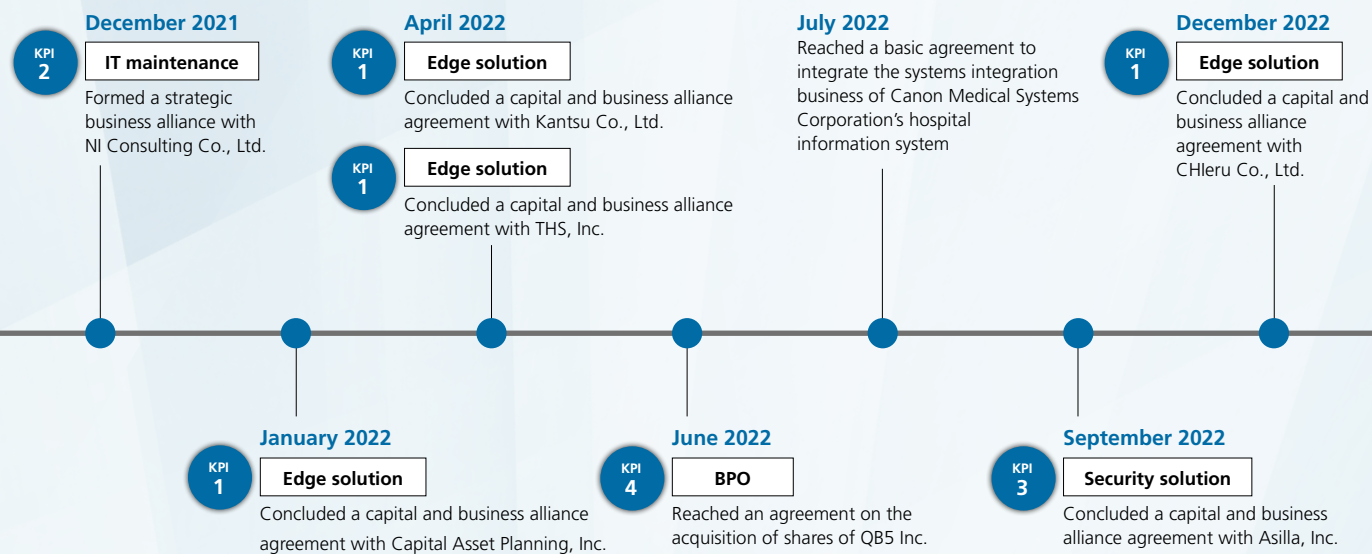 December 2021
KPI
2
IT maintenance
Formed a strategic
business alliance with
NI Consulting Co., Ltd.
April 2022
KPI
1
Edge solution
Concluded a capital and business alliance
agreement with Kantsu Co., Ltd.
KPI
1
Edge solution
Concluded a capital and business alliance
agreement with THS, Inc.
July 2022
Reached a basic agreement to
integrate the systems integration
business of Canon Medical Systems
Corporation’s hospital
information system
December 2022
KPI
1
Edge solution
Concluded a capital and
business alliance
agreement with
CHIeru Co., Ltd.
January 2022
KPI
1
Edge solution
Concluded a capital and business alliance
agreement with Capital Asset Planning, Inc.
June 2022
KPI
4
BPO
Reached an agreement on the
acquisition of shares of QB5 Inc.
September 2022
KPI
3
Security solution
Concluded a capital and business
alliance agreement with Asilla, Inc.